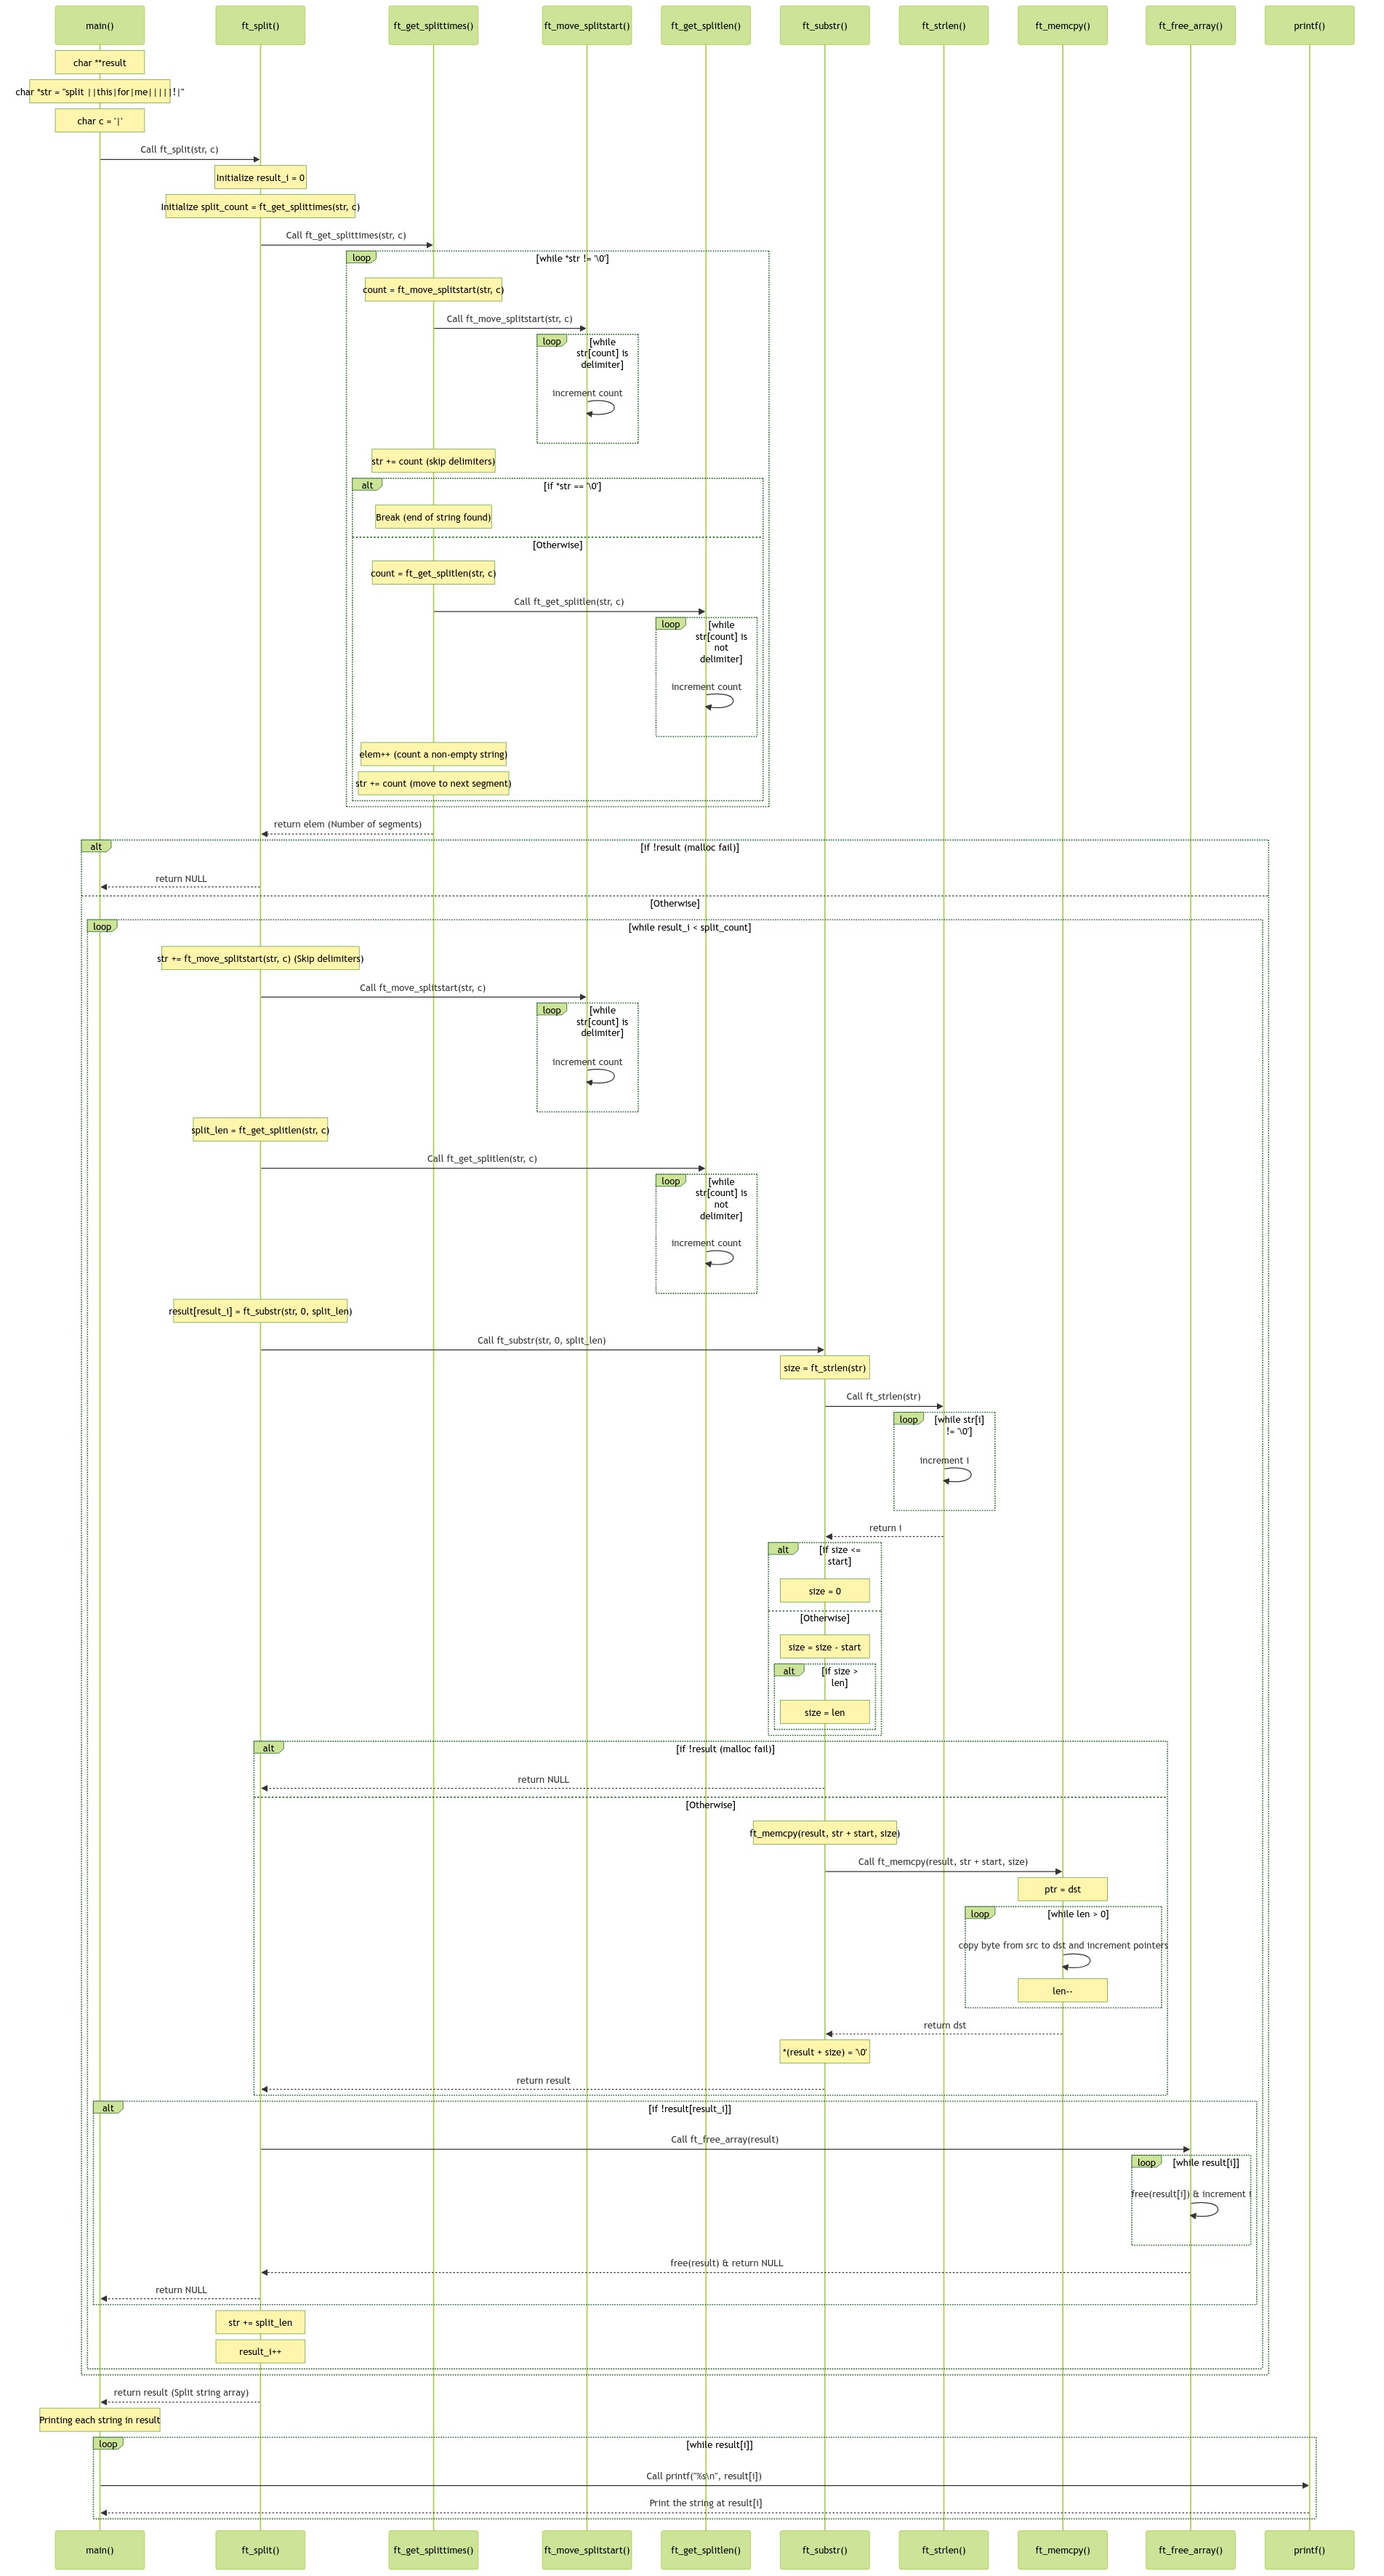 main()
ft_split()
ft_get_splittimes()
ft_move_splitstart()
ft_get_splitlen()
ft_substr()
ft_strlen()
ft_memcpy()
ft_free_array()
printf()
char **result
char *str = "split ||this|for|me|||||!|"
char c = '|'
Call ft_split(str, c)
Initialize result_i = 0
Initialize split_count = ft_get_splittimes(str, c)
Call ft_get_splittimes(str, c)
loop
[while *str != '\0']
count = ft_move_splitstart(str, c)
Call ft_move_splitstart(str, c)
loop
[while
str[count] is
delimiter]
increment count
str += count (skip delimiters)
alt
[if *str == '\0']
Break (end of string found)
[Otherwise]
count = ft_get_splitlen(str, c)
Call ft_get_splitlen(str, c)
loop
[while
str[count] is
not
delimiter]
increment count
elem++ (count a non-empty string)
str += count (move to next segment)
return elem (Number of segments)
alt
[if !result (malloc fail)]
return NULL
[Otherwise]
loop
[while result_i < split_count]
str += ft_move_splitstart(str, c) (Skip delimiters)
Call ft_move_splitstart(str, c)
loop
[while
str[count] is
delimiter]
increment count
split_len = ft_get_splitlen(str, c)
Call ft_get_splitlen(str, c)
loop
[while
str[count] is
not
delimiter]
increment count
result[result_i] = ft_substr(str, 0, split_len)
Call ft_substr(str, 0, split_len)
size = ft_strlen(str)
Call ft_strlen(str)
loop
[while str[i]
!= '\0']
increment i
return i
alt
[if size <=
start]
size = 0
[Otherwise]
size = size - start
alt
[if size >
len]
size = len
alt
[if !result (malloc fail)]
return NULL
[Otherwise]
ft_memcpy(result, str + start, size)
Call ft_memcpy(result, str + start, size)
ptr = dst
loop
[while len > 0]
copy byte from src to dst and increment pointers
len--
return dst
*(result + size) = '\0'
return result
alt
[if !result[result_i]]
Call ft_free_array(result)
loop
[while result[i]]
free(result[i]) & increment i
free(result) & return NULL
return NULL
str += split_len
result_i++
return result (Split string array)
Printing each string in result
loop
[while result[i]]
Call printf("%s\n", result[i])
Print the string at result[i]
main()
ft_split()
ft_get_splittimes()
ft_move_splitstart()
ft_get_splitlen()
ft_substr()
ft_strlen()
ft_memcpy()
ft_free_array()
printf()